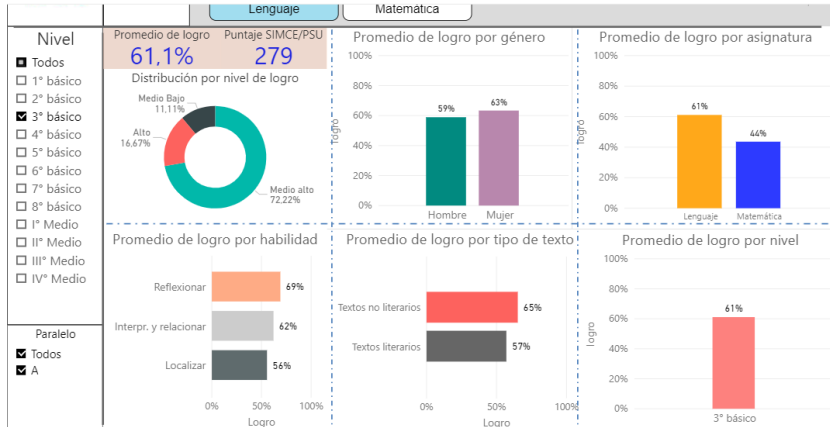 Lenguaje
Matemática
Nivel
Todos
1° básico
2° básico
3° básico
4° básico
5° básico
6° básico
7° básico
8° básico
I° Medio
II° Medio
III° Medio
IV° Medio
Paralelo
Todos
A
Promedio de logro
Puntaje SIMCE/PSU
61,1%
279
Distribución por nivel de logro
Medio Bajo
11,11%
Alto
16,67%
Medio alto
72,22%
Promedio de logro por género
100%
80%
60%
40%
20%
0%
logro
59%
63%
Hombre
Mujer
Promedio de logro por asignatura
100%
80%
60%
40%
20%
0%
logro
61%
44%
Lenguaje
Matemática
Promedio de logro por habilidad
Reflexionar
69%
Interpr. y relacionar
62%
Localizar
56%
0%
50%
100%
Logro
Promedio de logro por tipo de texto
Textos no literarios
65%
Textos literarios
57%
0%
50%
100%
Logro
Promedio de logro por nivel
100%
80%
60%
40%
20%
0%
logro
61%
3° básico